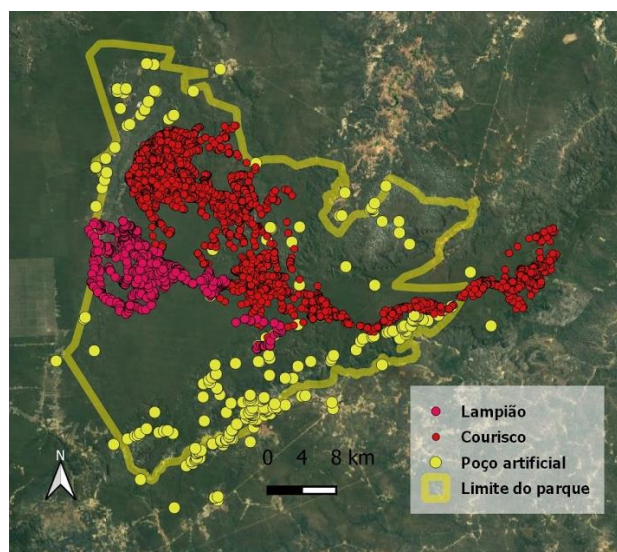 Lampião
Courisco
Poço artificial
Limite do parque
N
0 4 8 km